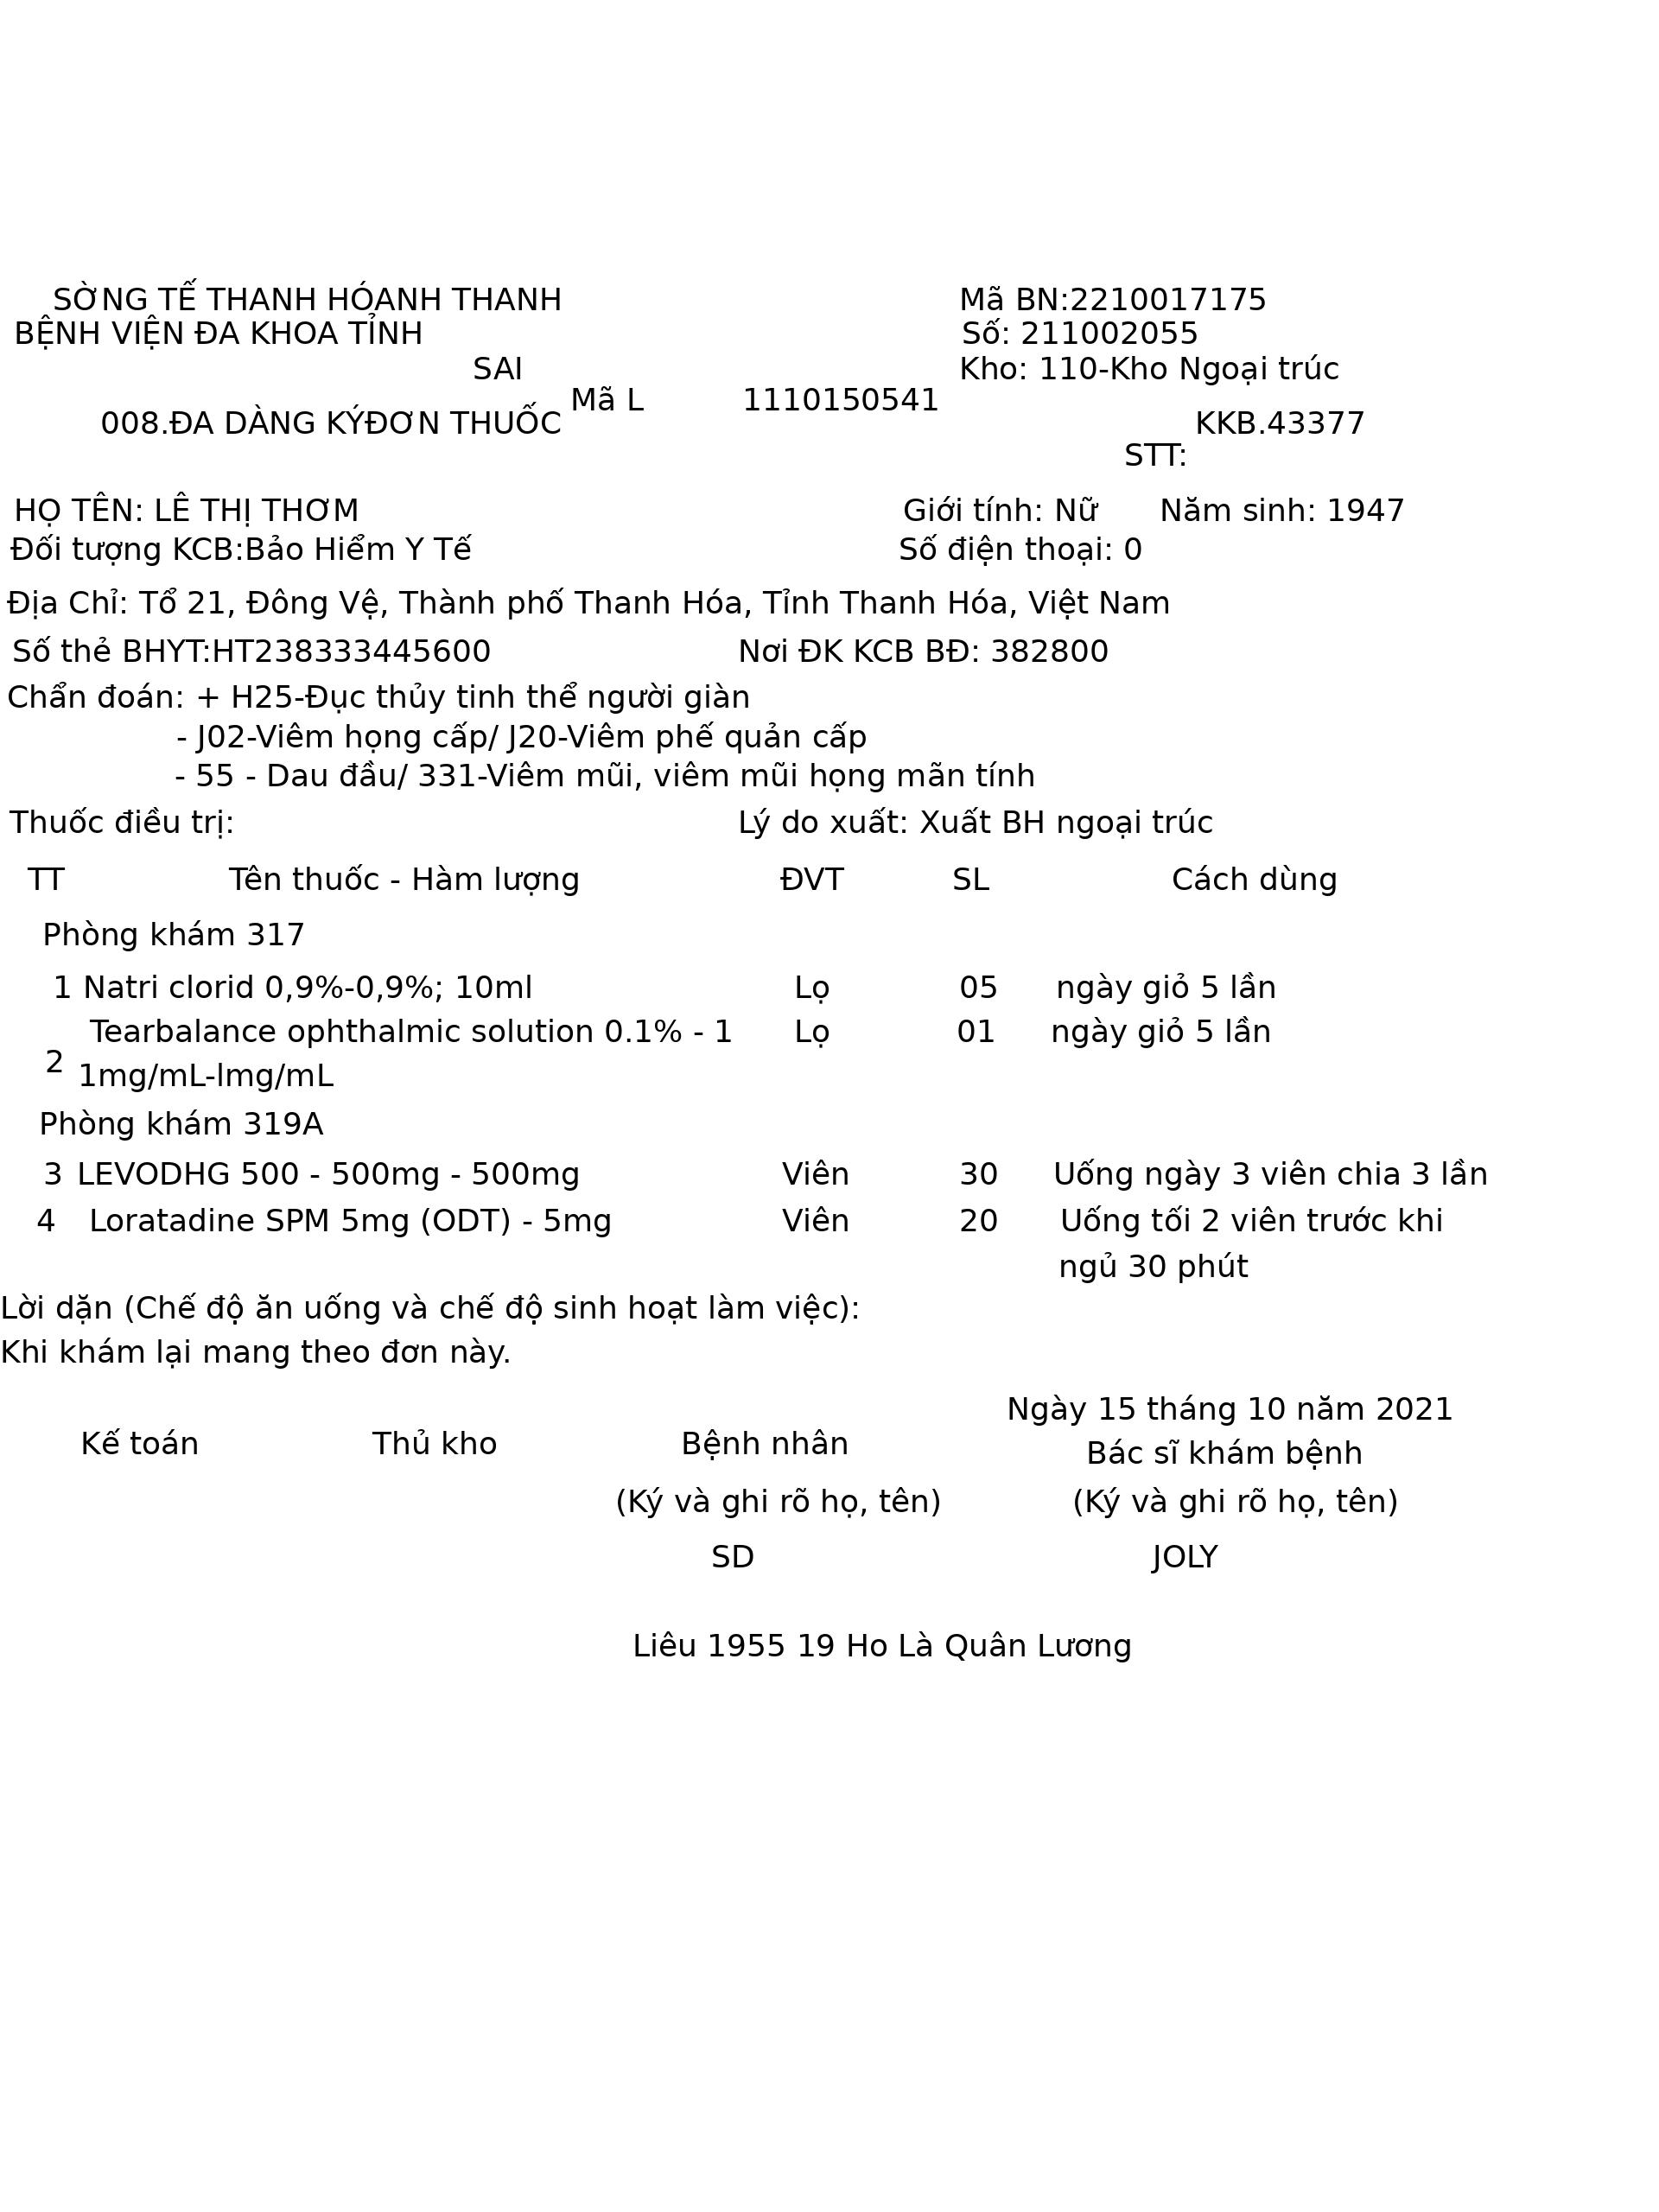 SỜNG TẾ THANH HÓANH THANH Mã BN:2210017175
BỆNH VIỆN ĐA KHOA TỈNH Số: 211002055
SAI Kho: 110-Kho Ngoại trúc
Mã L 1110150541
008.ĐA DÀNG KÝĐƠN THUỐC KKB.43377
STT:
HỌ TÊN: LÊ THỊ THƠM Giới tính: Nữ Năm sinh: 1947
Đối tượng KCB:Bảo Hiểm Y Tế Số điện thoại: 0
Địa Chỉ: Tổ 21, Đông Vệ, Thành phố Thanh Hóa, Tỉnh Thanh Hóa, Việt Nam
Số thẻ BHYT:HT238333445600 Nơi ĐK KCB BĐ: 382800
Chẩn đoán: + H25-Đục thủy tinh thể người giàn
- J02-Viêm họng cấp/ J20-Viêm phế quản cấp
- 55 - Dau đầu/ 331-Viêm mũi, viêm mũi họng mãn tính
Thuốc điều trị: Lý do xuất: Xuất BH ngoại trúc
TT Tên thuốc - Hàm lượng ĐVT SL Cách dùng
Phòng khám 317
1 Natri clorid 0,9%-0,9%; 10ml Lọ 05 ngày giỏ 5 lần
Tearbalance ophthalmic solution 0.1% - 1 Lọ 01 ngày giỏ 5 lần
2 1mg/mL-lmg/mL
Phòng khám 319A
3 LEVODHG 500 - 500mg - 500mg Viên 30 Uống ngày 3 viên chia 3 lần
4 Loratadine SPM 5mg (ODT) - 5mg Viên 20 Uống tối 2 viên trước khi
ngủ 30 phút
Lời dặn (Chế độ ăn uống và chế độ sinh hoạt làm việc):
Khi khám lại mang theo đơn này.
Ngày 15 tháng 10 năm 2021
Kế toán Thủ kho Bệnh nhân Bác sĩ khám bệnh
(Ký và ghi rõ họ, tên) (Ký và ghi rõ họ, tên)
SD JOLY
Liêu 1955 19 Ho Là Quân Lương